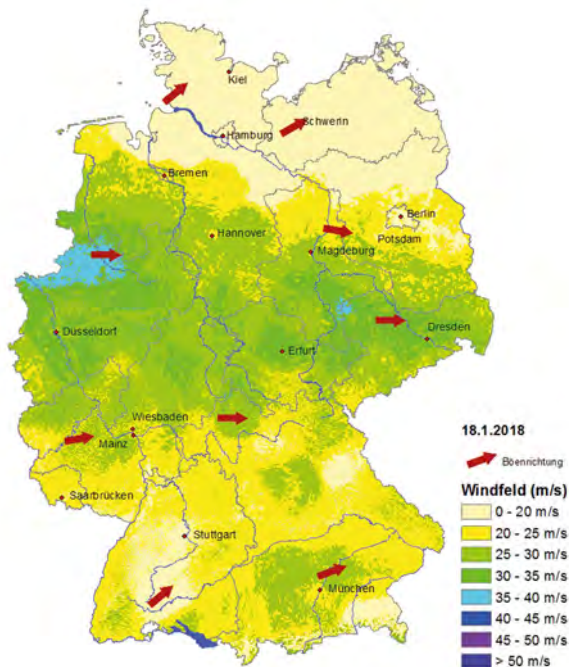 Kiel
Schwerin
Hamburg
Bremen
Berlin
Hannover
Potsdam
Magdeburg
Düsseldorf
Dresden
Erfurt
Wiesbaden
Mainz
Saarbrücken
Stuttgart
München
18.1.2018
Böenrichtung
Windfeld (m/s)
0 - 20 m/s
20 - 25 m/s
25 - 30 m/s
30 - 35 m/s
35 - 40 m/s
40 - 45 m/s
45 - 50 m/s
> 50 m/s